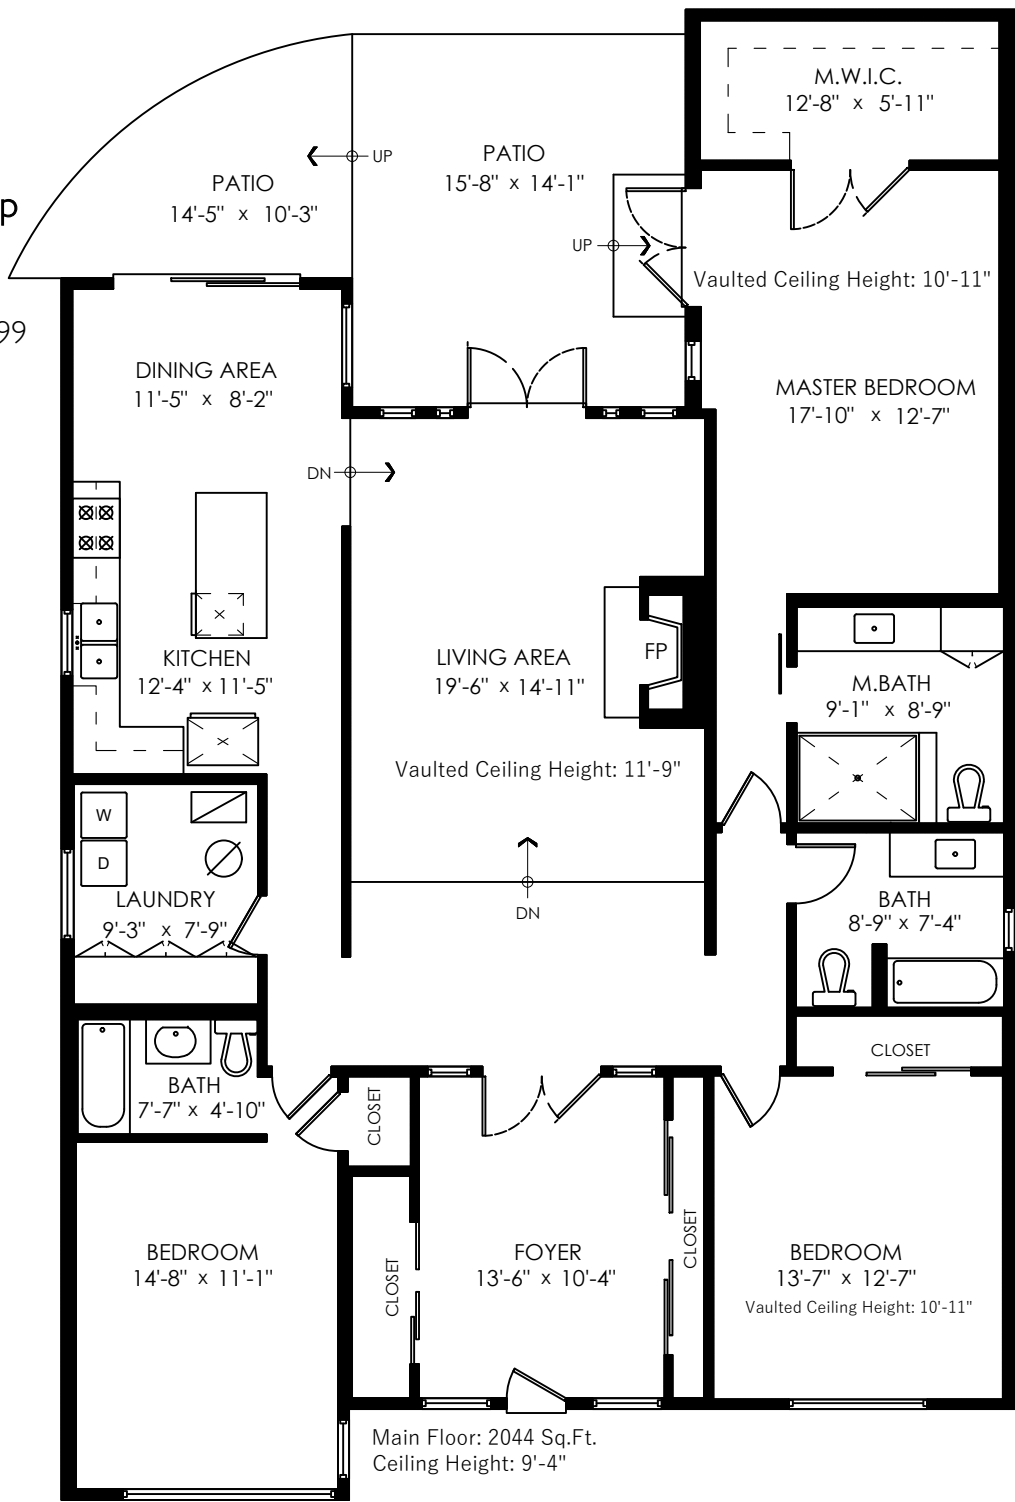 M.W.I.C.
12'-8" x 5'-11"
UP
PATIO
15'-8" x 14'-1"
PATIO
14'-5" x 10'-3"
p
UP
Vaulted Ceiling Height: 10'-11"
99
DINING AREA
11'-5" x 8'-2"
MASTER BEDROOM
17'-10" x 12'-7"
DN
KITCHEN
12'-4" x 11'-5"
LIVING AREA
19'-6" x 14'-11"
FP
M.BATH
9'-1" x 8'-9"
Vaulted Ceiling Height: 11'-9"
W
D
LAUNDRY
9'-3" x 7'-9"
DN
BATH
8'-9" x 7'-4"
CLOSET
BATH
7'-7" x 4'-10"
CLOSET
CLOSET
CLOSET
BEDROOM
14'-8" x 11'-1"
FOYER
13'-6" x 10'-4"
BEDROOM
13'-7" x 12'-7"
Vaulted Ceiling Height: 10'-11"
Main Floor: 2044 Sq.Ft.
Ceiling Height: 9'-4"